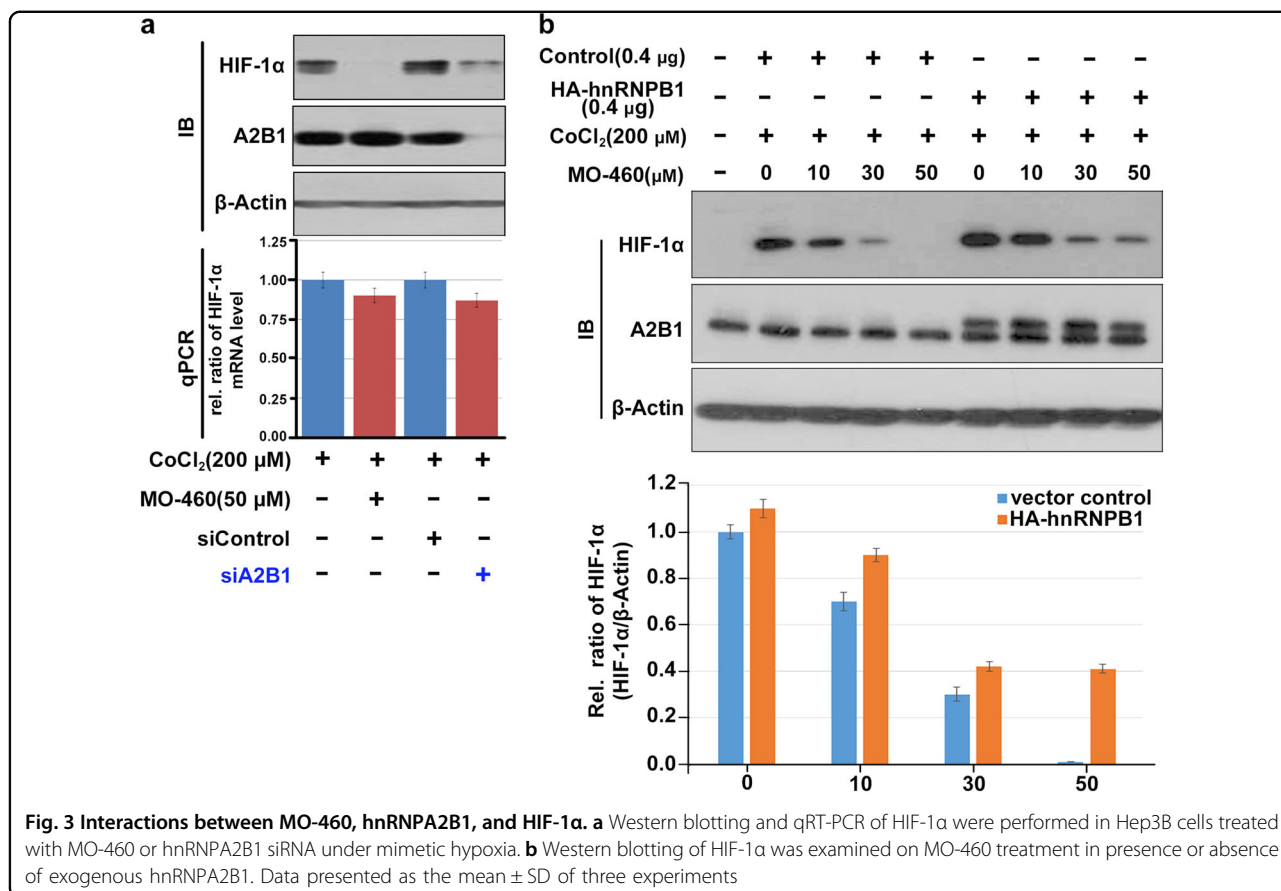 a
IB
HIF-1α
A2B1
β-Actin
qPCR
rel. ratio of HIF-1α
mRNA level
1.25
1.00
0.75
0.50
0.25
0.00
CoCl₂(200 μM) + + + +
MO-460(50 μM) – + – –
siControl – – + –
siA2B1 – – – +
b
Control(0.4 μg) – + + + + – – – –
HA-hnRNPB1
(0.4 μg) – – – – – + + + +
CoCl₂(200 μM) – + + + + + + + +
MO-460(μM) – 0 10 30 50 0 10 30 50
IB
HIF-1α
A2B1
β-Actin
Rel. ratio of HIF-1α
(HIF-1α/β-Actin)
1.2
1.0
0.8
0.6
0.4
0.2
0.0
vector control
HA-hnRNPB1
0 10 30 50
Fig. 3 Interactions between MO-460, hnRNPA2B1, and HIF-1α. a Western blotting and qRT-PCR of HIF-1α were performed in Hep3B cells treated
with MO-460 or hnRNPA2B1 siRNA under mimetic hypoxia. b Western blotting of HIF-1α was examined on MO-460 treatment in presence or absence
of exogenous hnRNPA2B1. Data presented as the mean ± SD of three experiments